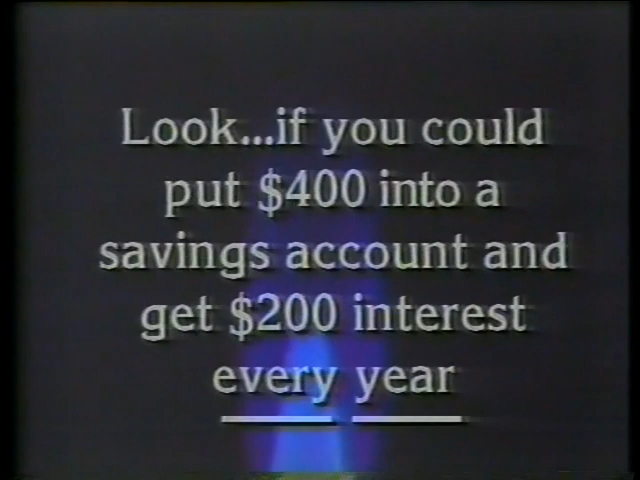 Look...if you could
put $400 into a
savings account and
get $200 interest
every year